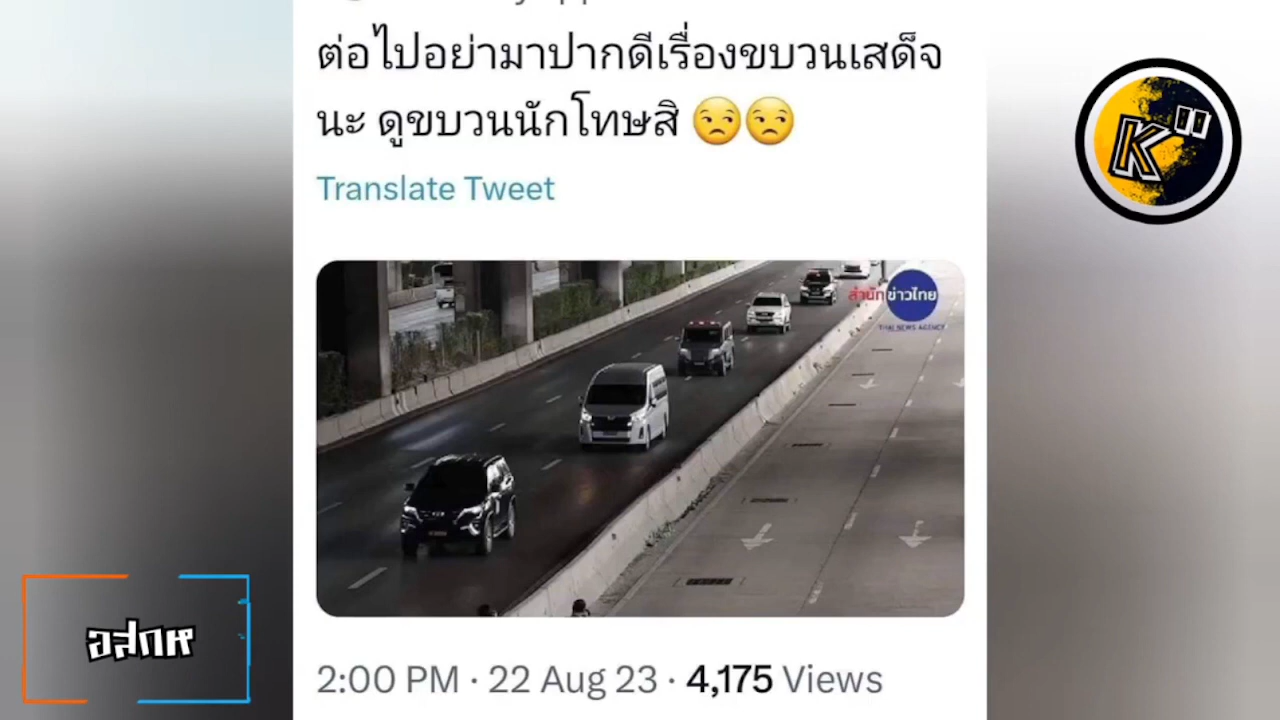 ต่อไปอย่ามาปากดีเรื่องขบวนเสด็จ
นะ ดูขบวนนักโทษสิ 😒😒
Translate Tweet
K"
สำนักข่าวไทย
THAI NEWS AGENCY
อสกห
2:00 PM · 22 Aug 23 · 4,175 Views